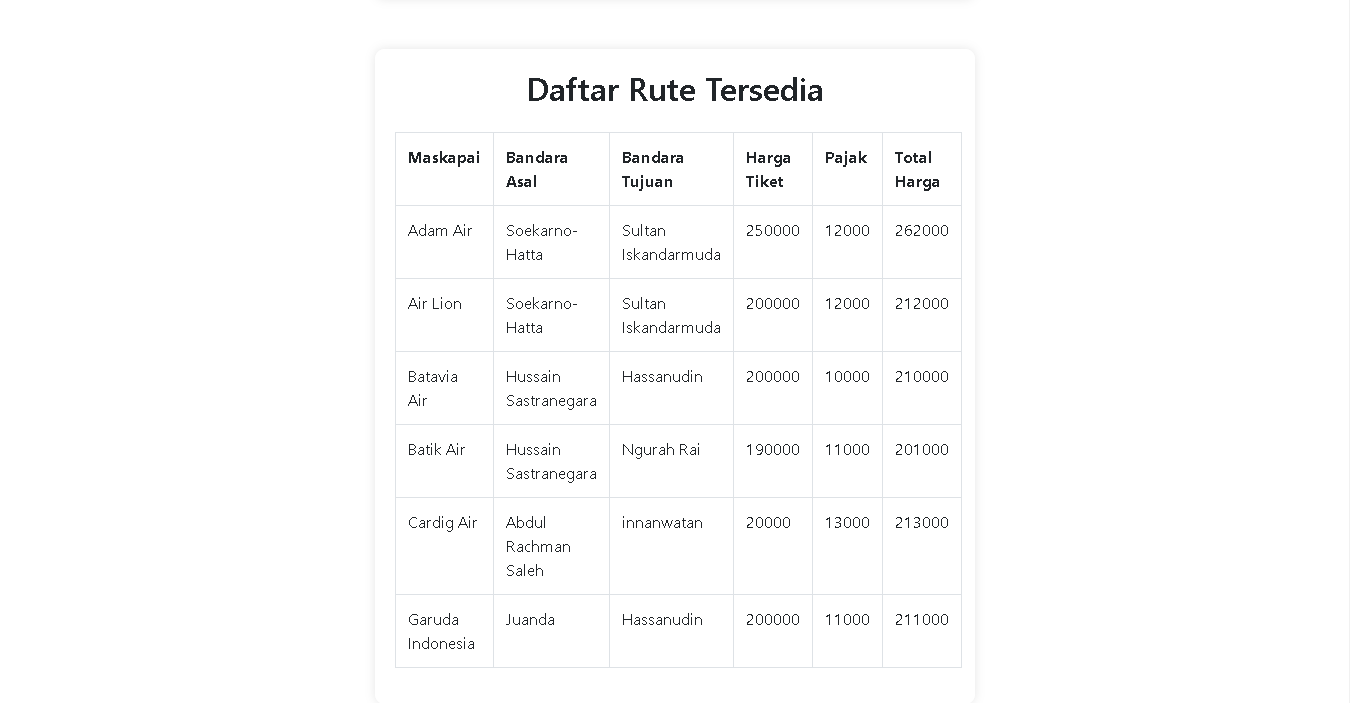 Daftar Rute Tersedia
Maskapai Bandara Asal Bandara Tujuan Harga Tiket Pajak Total Harga
Adam Air Soekarno-Hatta Sultan Iskandarmuda 250000 12000 262000
Air Lion Soekarno-Hatta Sultan Iskandarmuda 200000 12000 212000
Batavia Air Hussain Sastranegara Hassanudin 200000 10000 210000
Batik Air Hussain Sastranegara Ngurah Rai 190000 11000 201000
Cardig Air Abdul Rachman Saleh innanwatan 20000 13000 213000
Garuda Indonesia Juanda Hassanudin 200000 11000 211000